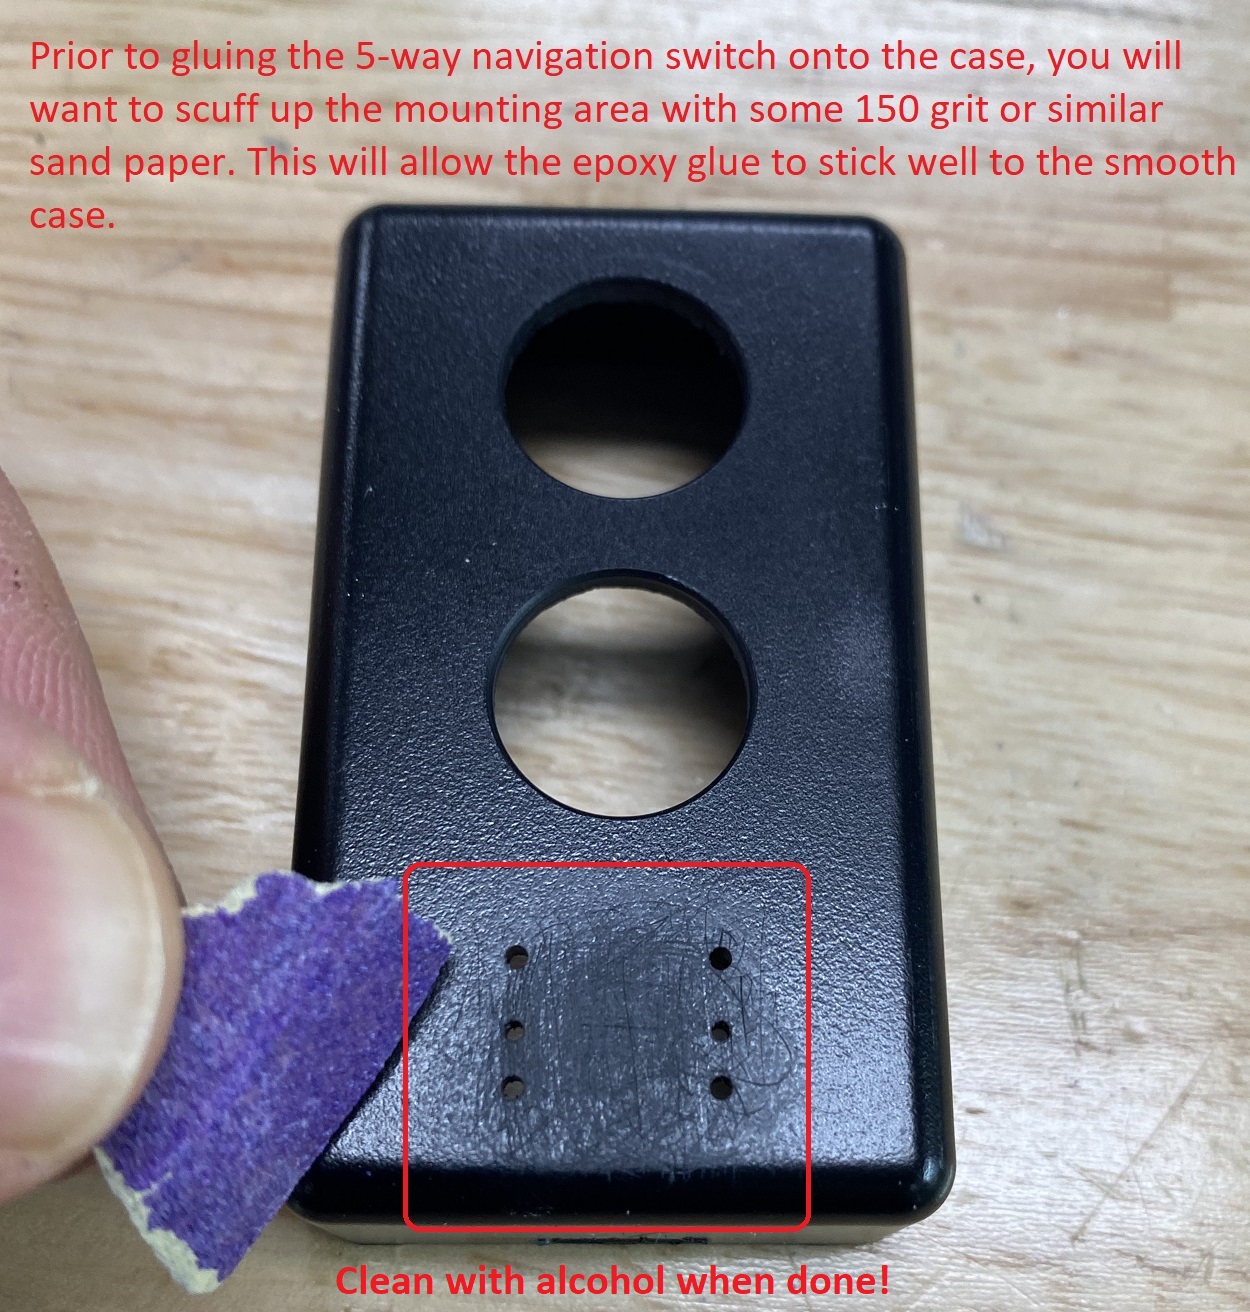 Prior to gluing the 5-way navigation switch onto the case, you will
want to scuff up the mounting area with some 150 grit or similar
sand paper. This will allow the epoxy glue to stick well to the smooth
case.
Clean with alcohol when done!